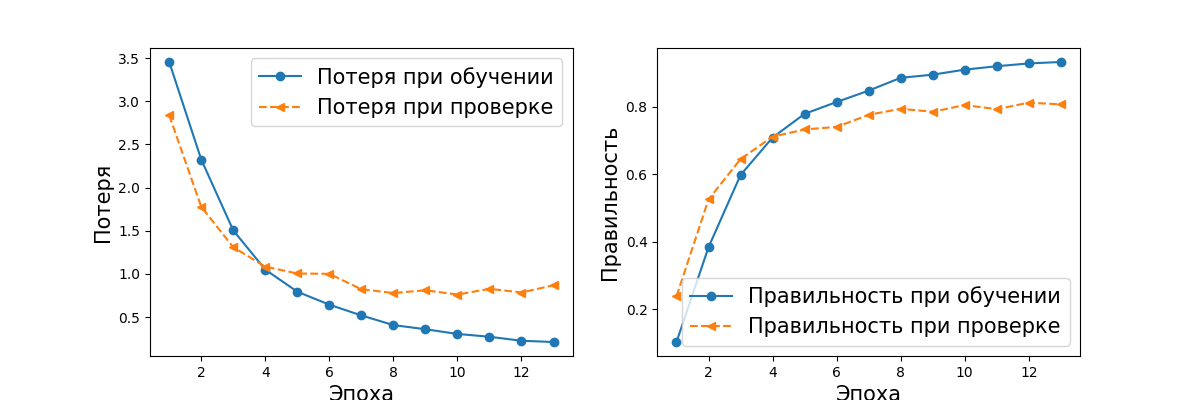 3.5
3.0
2.5
2.0
1.5
1.0
0.5
Потеря
Потеря при обучении
Потеря при проверке
2 4 6 8 10 12
Эпоха
0.8
0.6
0.4
0.2
Правильность
Правильность при обучении
Правильность при проверке
2 4 6 8 10 12
Эпоха